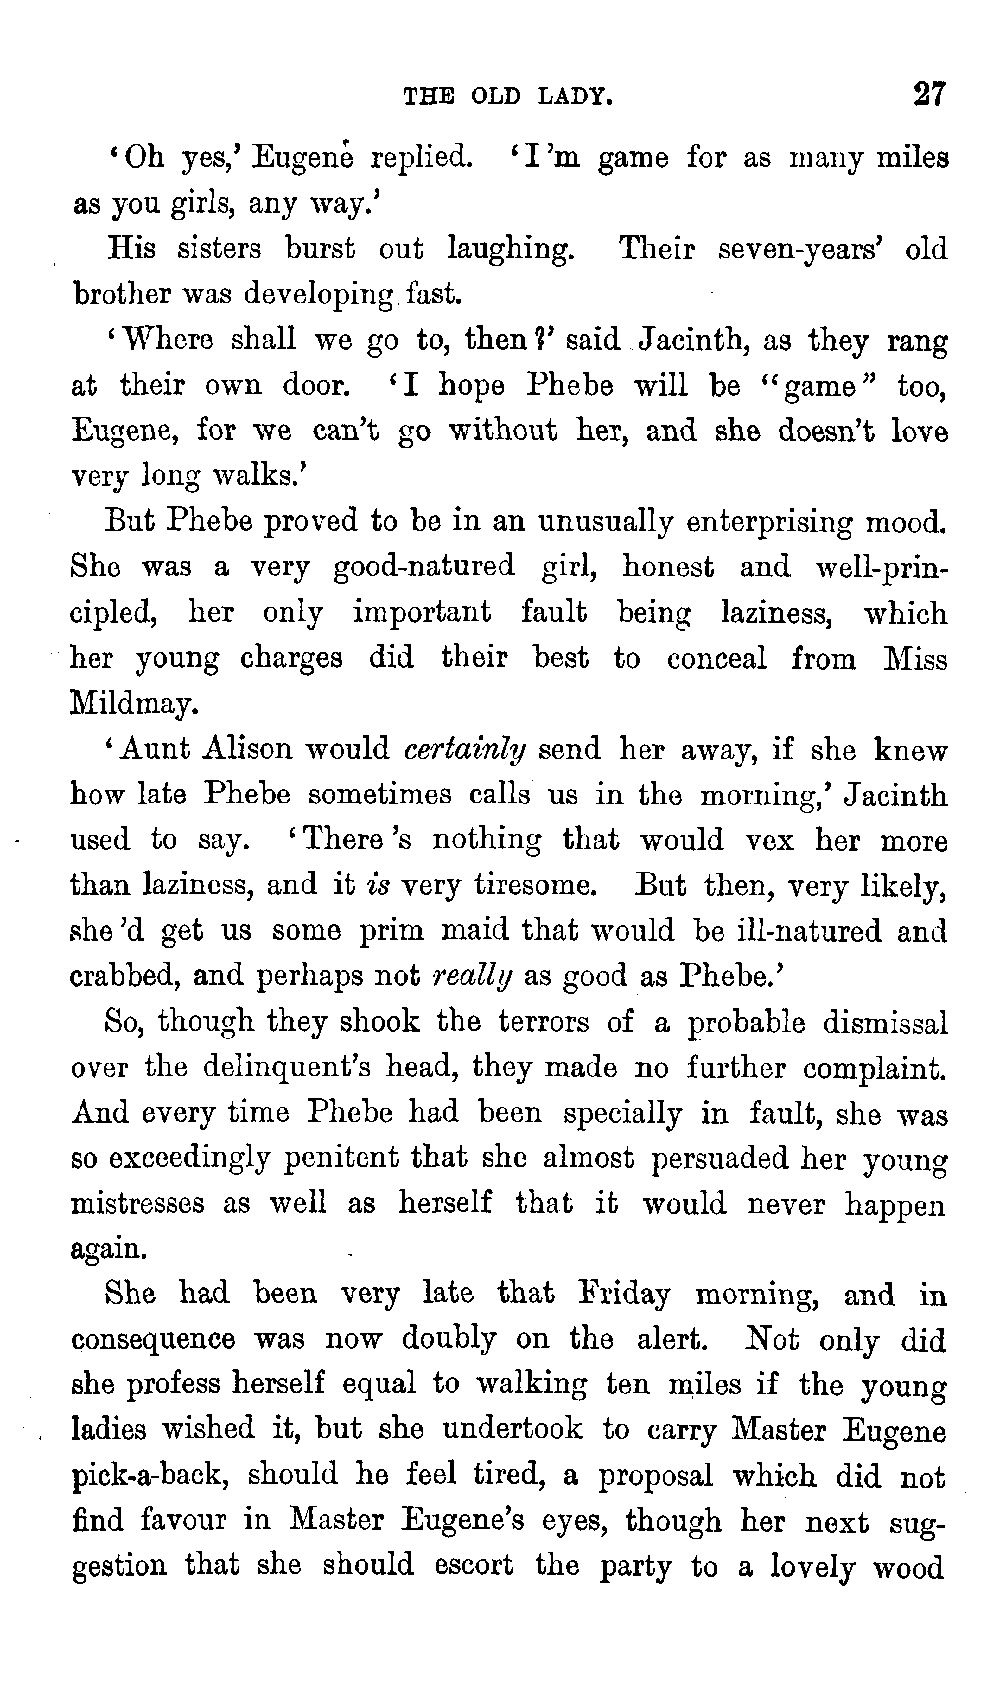 THE OLD LADY. 27
‘Oh yes,’ Eugene replied. ‘I’m game for as many miles
as you girls, any way.’
His sisters burst out laughing. Their seven-years’ old
brother was developing fast.
‘Where shall we go to, then?’ said Jacinth, as they rang
at their own door. ‘I hope Phebe will be “game” too,
Eugene, for we can’t go without her, and she doesn’t love
very long walks.’
But Phebe proved to be in an unusually enterprising mood.
She was a very good-natured girl, honest and well-prin-
cipled, her only important fault being laziness, which
her young charges did their best to conceal from Miss
Mildmay.
‘Aunt Alison would certainly send her away, if she knew
how late Phebe sometimes calls us in the morning,’ Jacinth
used to say. ‘There’s nothing that would vex her more
than laziness, and it is very tiresome. But then, very likely,
she’d get us some prim maid that would be ill-natured and
crabbed, and perhaps not really as good as Phebe.’
So, though they shook the terrors of a probable dismissal
over the delinquent’s head, they made no further complaint.
And every time Phebe had been specially in fault, she was
so exceedingly penitent that she almost persuaded her young
mistresses as well as herself that it would never happen
again.
She had been very late that Friday morning, and in
consequence was now doubly on the alert. Not only did
she profess herself equal to walking ten miles if the young
ladies wished it, but she undertook to carry Master Eugene
pick-a-back, should he feel tired, a proposal which did not
find favour in Master Eugene’s eyes, though her next sug-
gestion that she should escort the party to a lovely wood